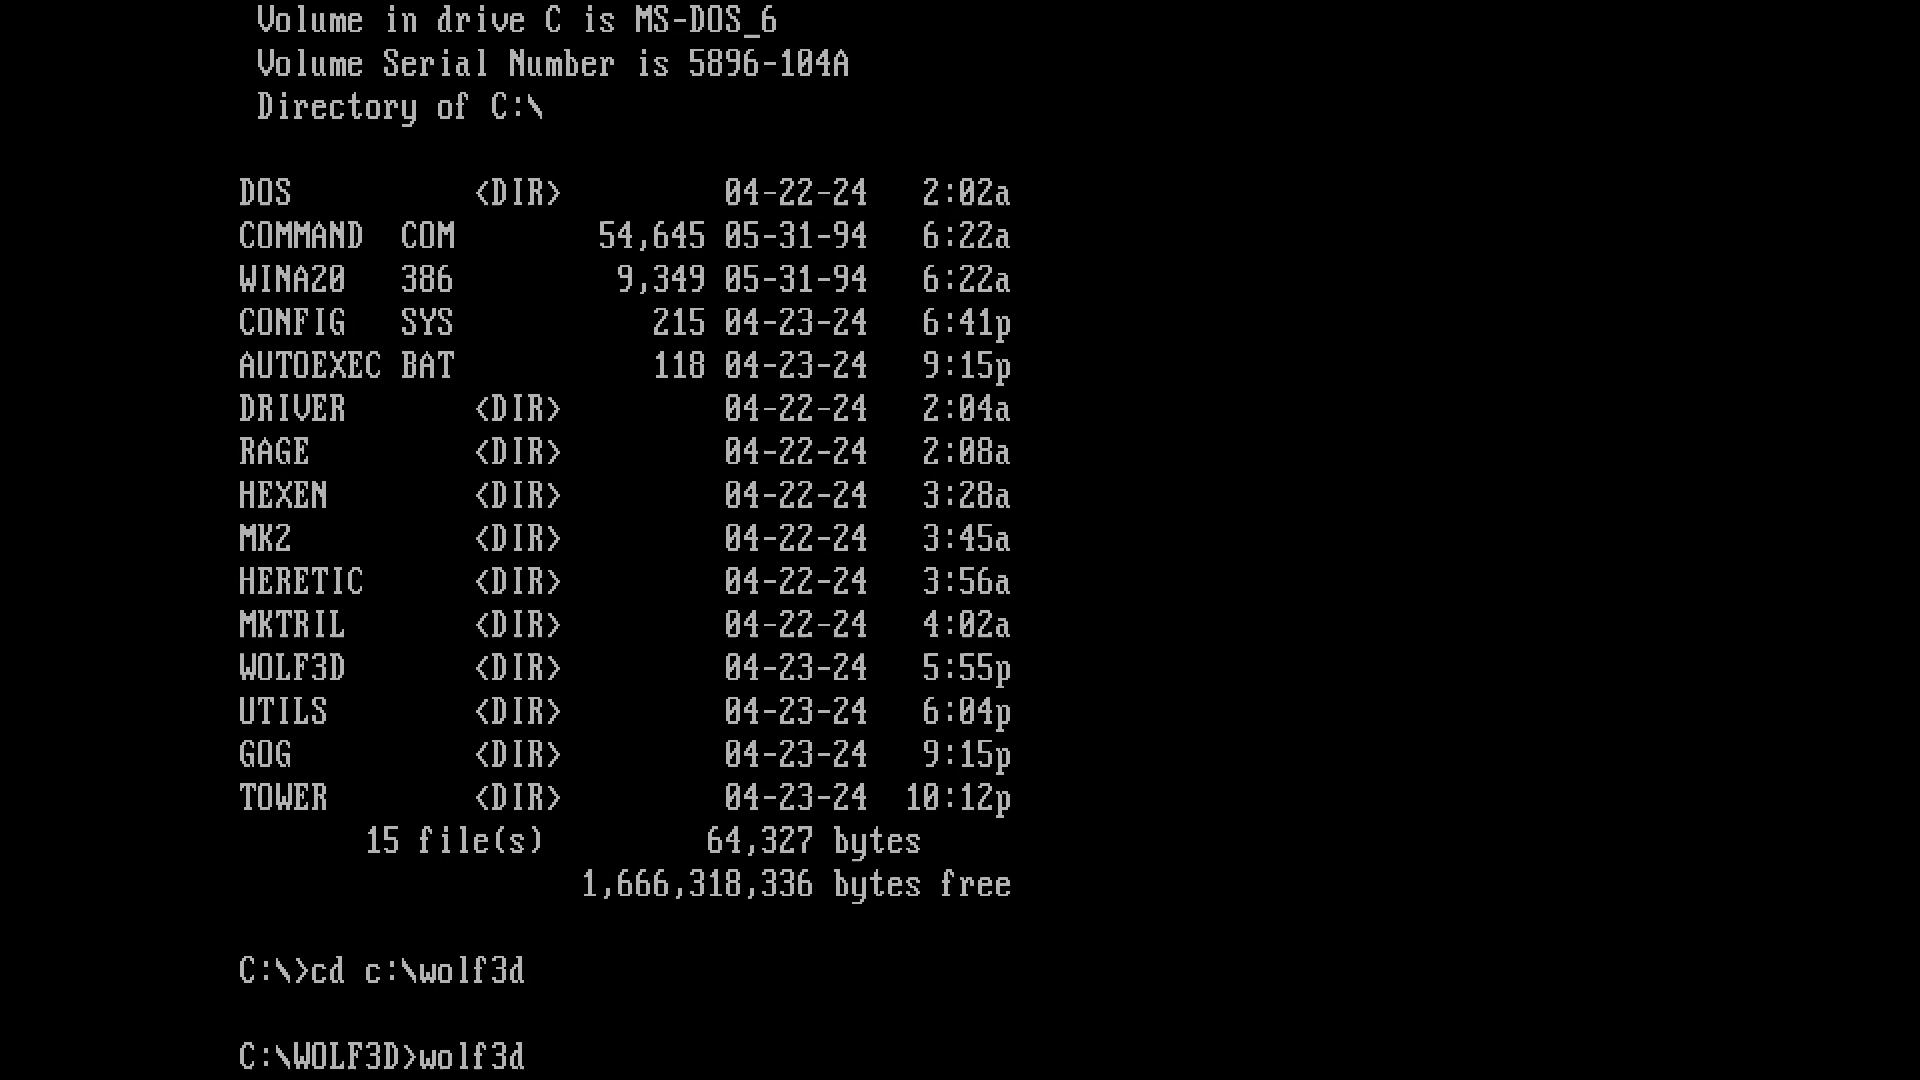 Volume in drive C is MS-DOS_6
Volume Serial Number is 5896-104A
Directory of C:\
DOS <DIR> 04-22-24 2:02a
COMMAND COM 54,645 05-31-94 6:22a
WINA20 386 9,349 05-31-94 6:22a
CONFIG SYS 215 04-23-24 6:41p
AUTOEXEC BAT 118 04-23-24 9:15p
DRIVER <DIR> 04-22-24 2:04a
RAGE <DIR> 04-22-24 2:08a
HEXEN <DIR> 04-22-24 3:28a
MK2 <DIR> 04-22-24 3:45a
HERETIC <DIR> 04-22-24 3:56a
MKTRIL <DIR> 04-22-24 4:02a
WOLF3D <DIR> 04-23-24 5:55p
UTILS <DIR> 04-23-24 6:04p
GOG <DIR> 04-23-24 9:15p
TOWER <DIR> 04-23-24 10:12p
15 file(s) 64,327 bytes
1,666,318,336 bytes free
C:\>cd c:\wolf3d
C:\WOLF3D>wolf3d